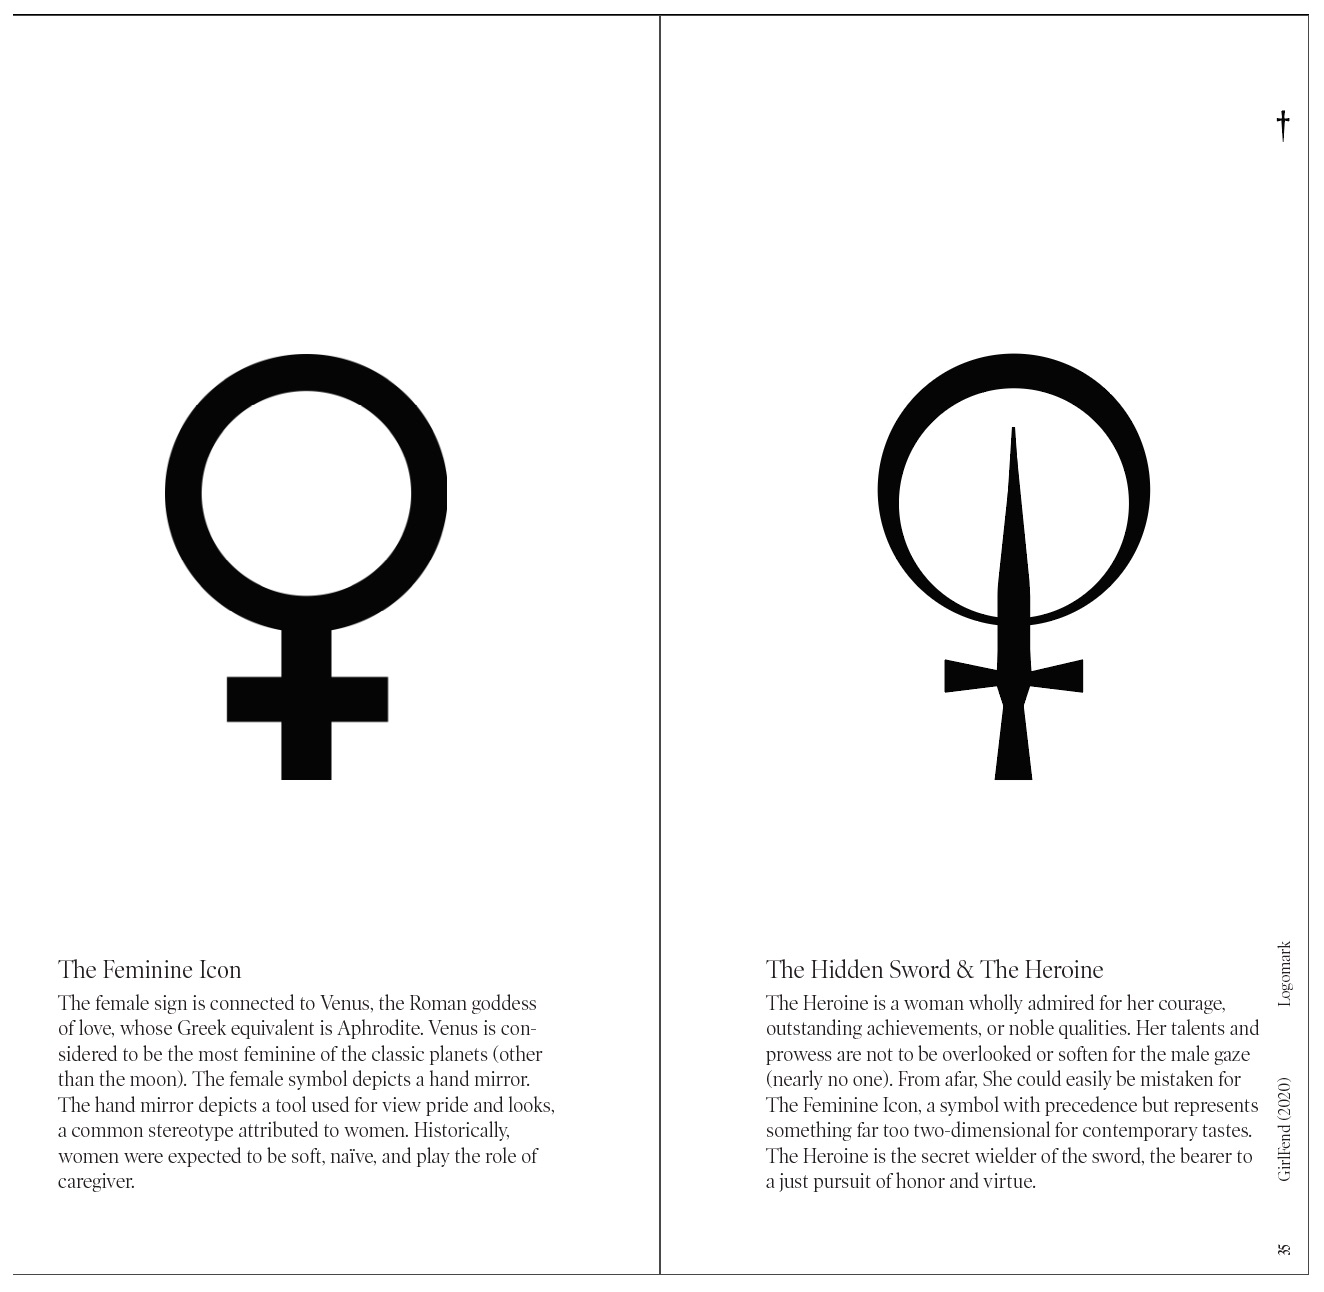 †
The Feminine Icon
The female sign is connected to Venus, the Roman goddess
of love, whose Greek equivalent is Aphrodite. Venus is con-
sidered to be the most feminine of the classic planets (other
than the moon). The female symbol depicts a hand mirror.
The hand mirror depicts a tool used for view pride and looks,
a common stereotype attributed to women. Historically,
women were expected to be soft, naïve, and play the role of
caregiver.
The Hidden Sword & The Heroine
The Heroine is a woman wholly admired for her courage,
outstanding achievements, or noble qualities. Her talents and
prowess are not to be overlooked or soften for the male gaze
(nearly no one). From afar, She could easily be mistaken for
The Feminine Icon, a symbol with precedence but represents
something far too two-dimensional for contemporary tastes.
The Heroine is the secret wielder of the sword, the bearer to
a just pursuit of honor and virtue.
Logomark
GirlFend (2020)
35